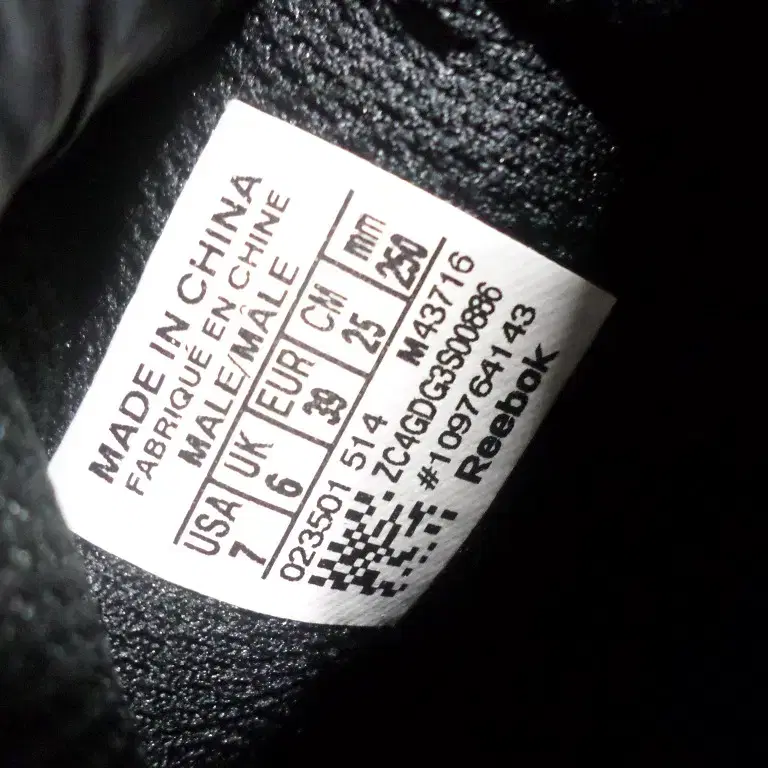 MADE IN CHINA
FABRIQUÉ EN CHINE
MALE/MÂLE
USA UK EUR CM mm
7 6 39 25 250
023501 514 M43716
ZC4GDG3S00886
#109764143
Reebok